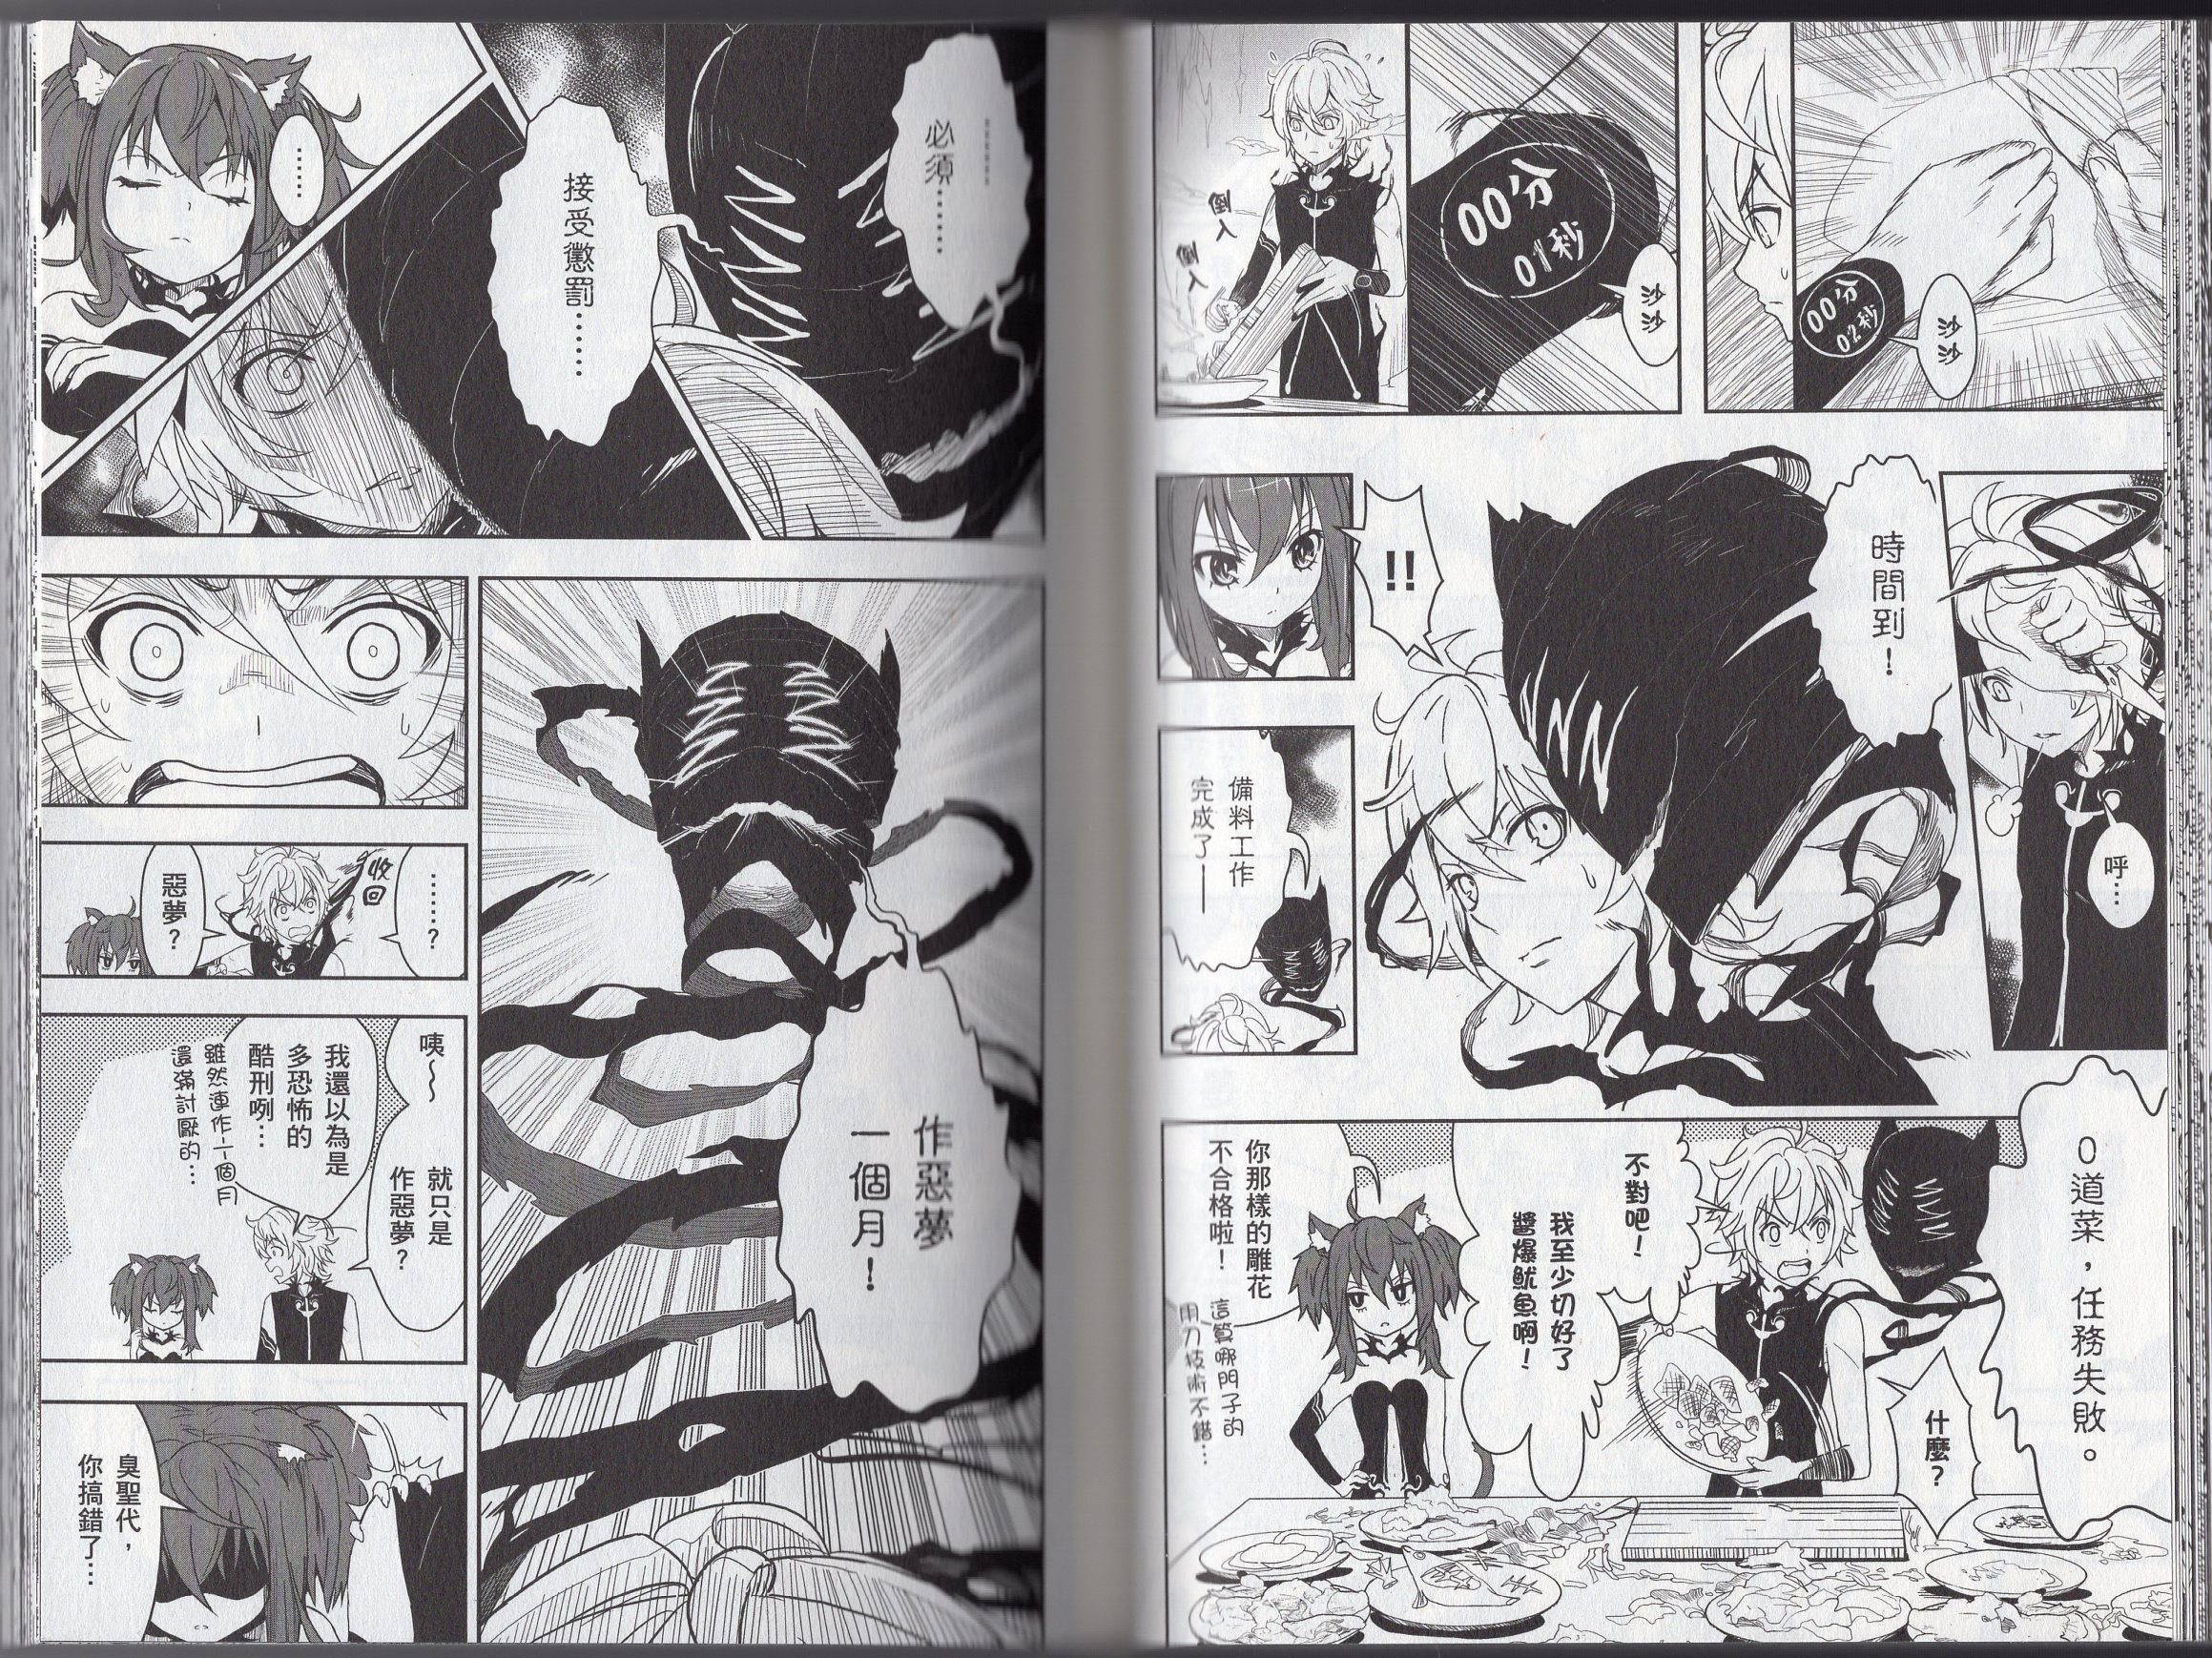 00分
02秒
沙沙
00分
01秒
沙沙
倒入
倒入
呼…
時間到！
!!
備料工作
完成了——
0道菜，任務失敗。
什麼？
不對吧！
我至少切好了
醬爆魷魚啊！
你那樣的雕花
不合格啦！
這算哪門子的
用刀技術不錯…
……
必須……
接受懲罰……
……
作惡夢
一個月！
……？
收回
惡夢？
咦～
就只是
作惡夢？
我還以為是
多恐怖的
酷刑咧…
雖然連作一個月
還滿討厭的…
臭聖代，
你搞錯了…